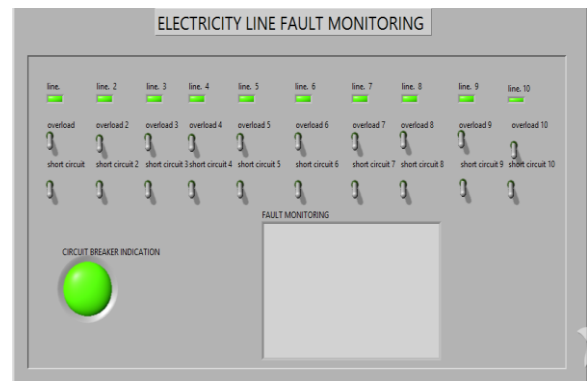 ELECTRICITY LINE FAULT MONITORING
line. line. 2 line. 3 line. 4 line. 5 line. 6 line. 7 line. 8 line. 9 line. 10
overload overload 2 overload 3 overload 4 overload 5 overload 6 overload 7 overload 8 overload 9 overload 10
short circuit short circuit 2 short circuit 3 short circuit 4 short circuit 5 short circuit 6 short circuit 7 short circuit 8 short circuit 9 short circuit 10
FAULT MONITORING
CIRCUIT BREAKER INDICATION